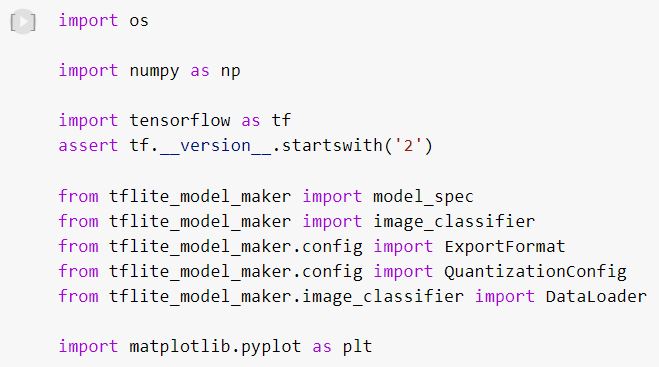 import os
import numpy as np
import tensorflow as tf
assert tf.__version__.startswith('2')
from tflite_model_maker import model_spec
from tflite_model_maker import image_classifier
from tflite_model_maker.config import ExportFormat
from tflite_model_maker.config import QuantizationConfig
from tflite_model_maker.image_classifier import DataLoader
import matplotlib.pyplot as plt